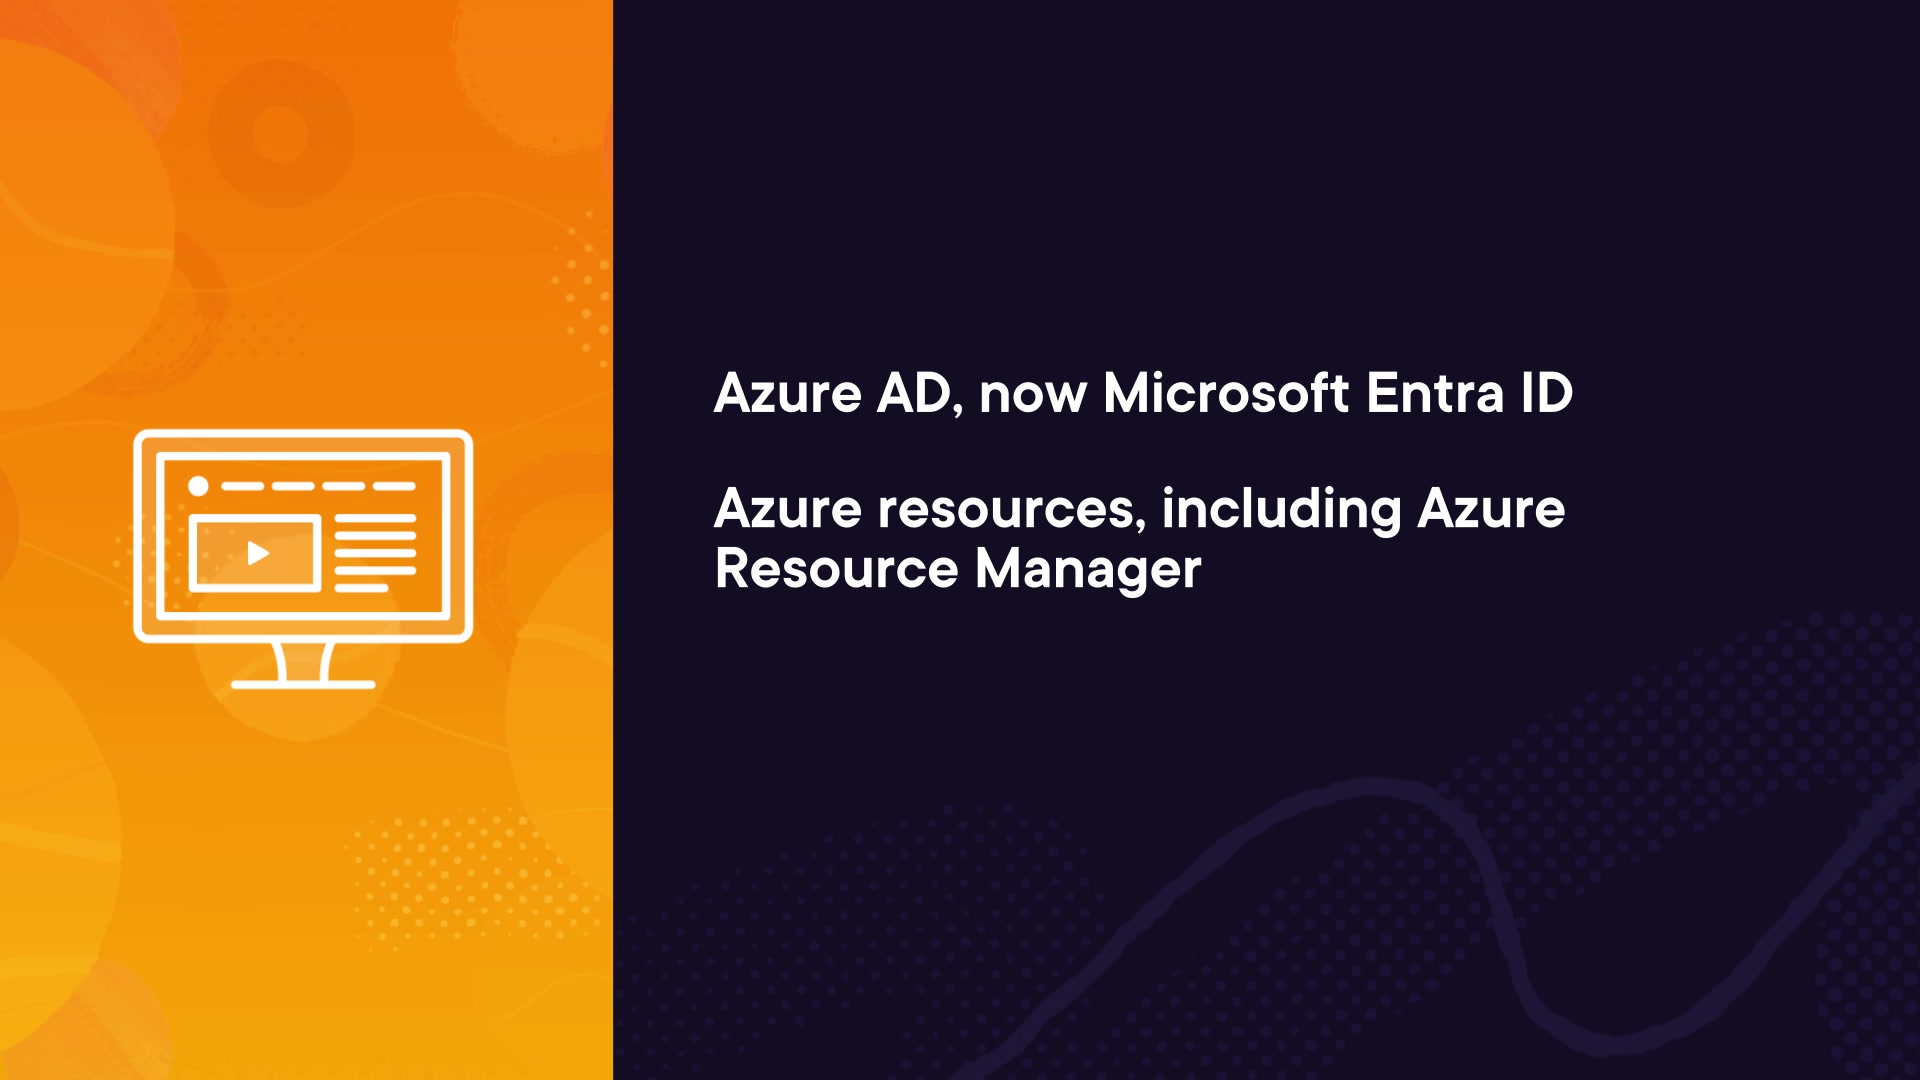 Azure AD, now Microsoft Entra ID
Azure resources, including Azure
Resource Manager